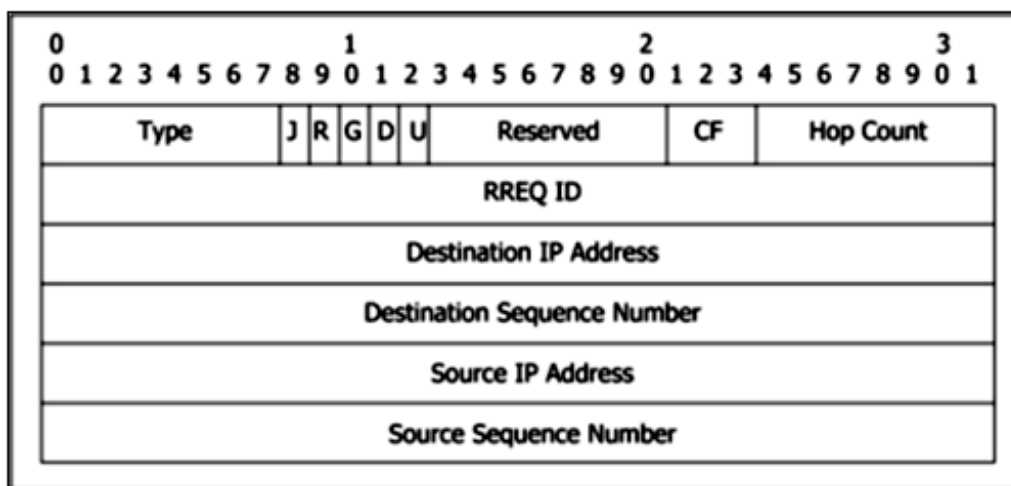 0 1 2 3
0 1 2 3 4 5 6 7 8 9 0 1 2 3 4 5 6 7 8 9 0 1 2 3 4 5 6 7 8 9 0 1
Type J R G D U Reserved CF Hop Count
RREQ ID
Destination IP Address
Destination Sequence Number
Source IP Address
Source Sequence Number